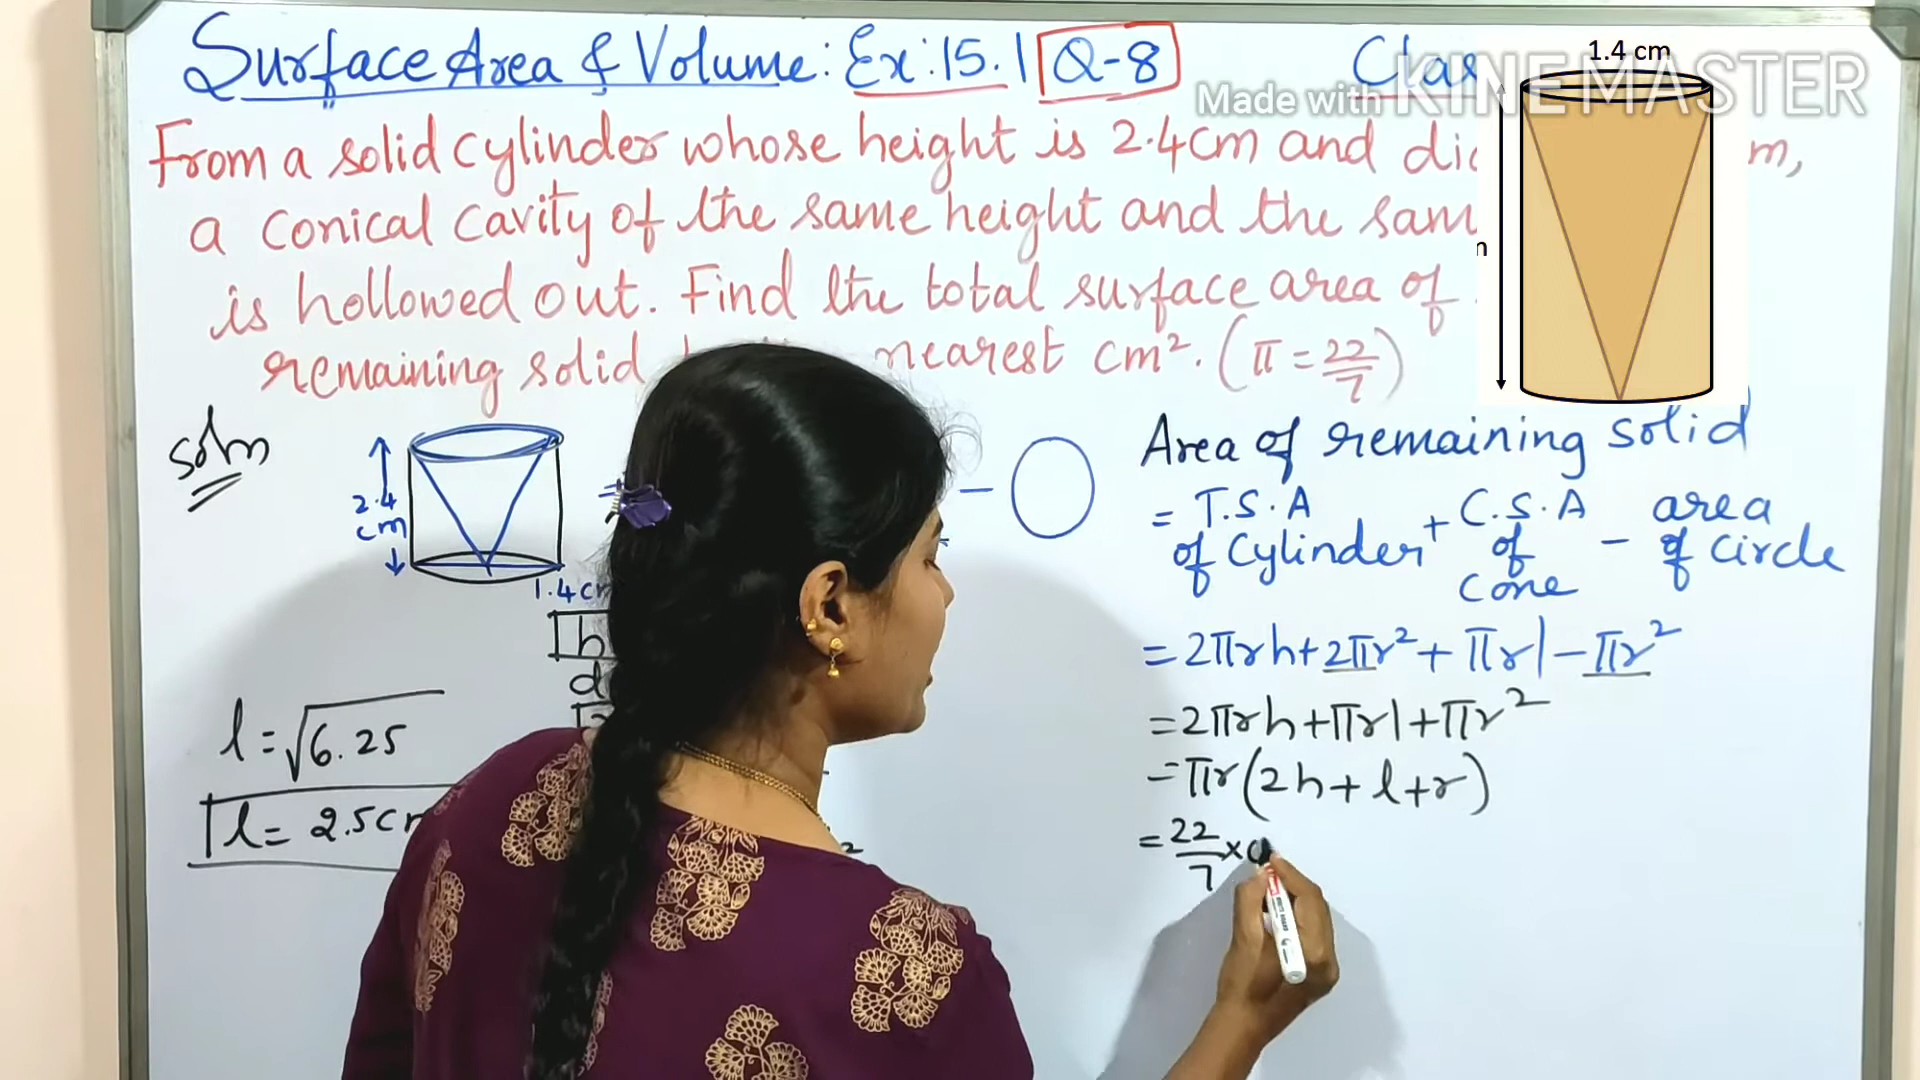 Surface Area & Volume: Ex:15.1 Q-8
Clas
1.4 cm
Made with KINEMASTER
From a solid cylinder whose height is 2.4cm and dia m,
a conical cavity of the same height and the sam
is hollowed out. Find the total surface area of
remaining solid nearest cm². (π = 22/7)
Soln
2.4 cm
1.4 cm
h
d
l = √6.25
l = 2.5cm
−
Area of remaining solid
= T.S.A of Cylinder + C.S.A of Cone − area of circle
= 2πrh + 2πr² + πrl − πr²
= 2πrh + πrl + πr²
= πr(2h + l + r)
= 22/7 ×